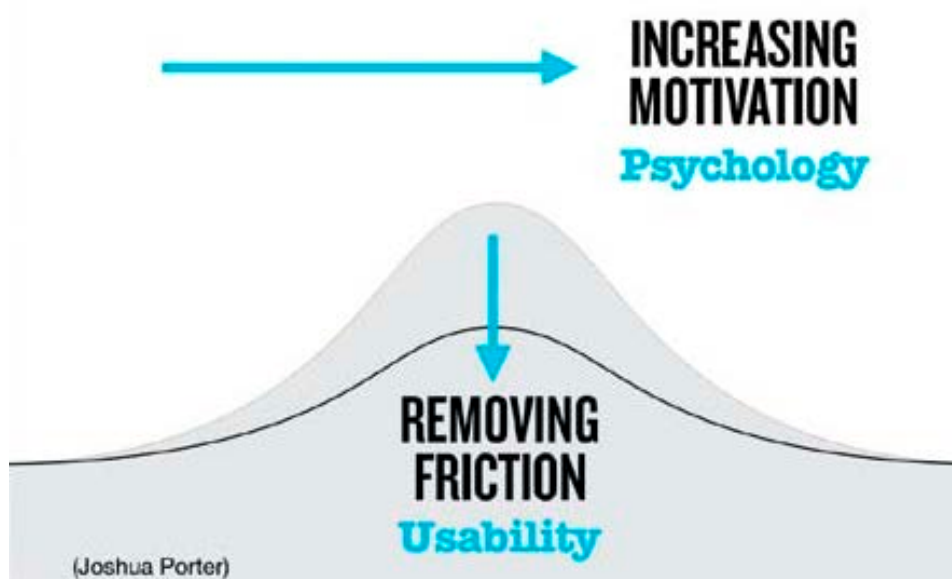 INCREASING
MOTIVATION
Psychology
REMOVING
FRICTION
Usability
(Joshua Porter)